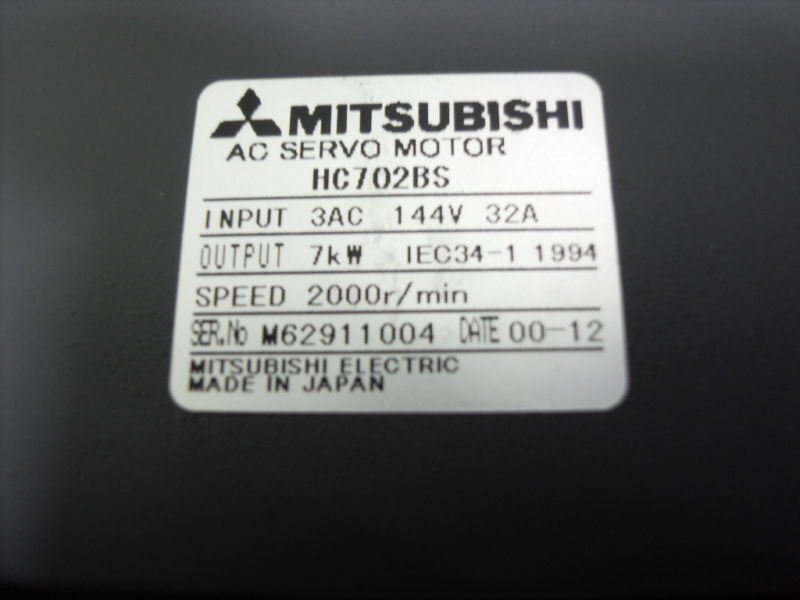 MITSUBISHI
AC SERVO MOTOR
HC702BS
INPUT 3AC 144V 32A
OUTPUT 7kW IEC34-1 1994
SPEED 2000r/min
SER.No M62911004 DATE 00-12
MITSUBISHI ELECTRIC
MADE IN JAPAN